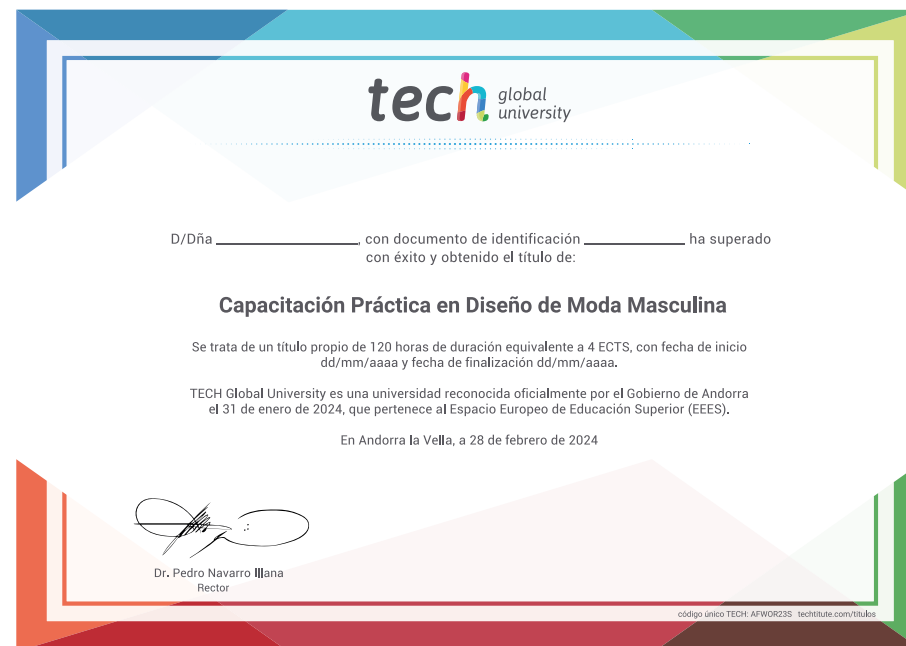 tech global university
D/Dña ____________________, con documento de identificación ______________ ha superado
con éxito y obtenido el título de:
Capacitación Práctica en Diseño de Moda Masculina
Se trata de un título propio de 120 horas de duración equivalente a 4 ECTS, con fecha de inicio
dd/mm/aaaa y fecha de finalización dd/mm/aaaa.
TECH Global University es una universidad reconocida oficialmente por el Gobierno de Andorra
el 31 de enero de 2024, que pertenece al Espacio Europeo de Educación Superior (EEES).
En Andorra la Vella, a 28 de febrero de 2024
Dr. Pedro Navarro Illana
Rector
código único TECH: AFWOR23S techtitute.com/titulos